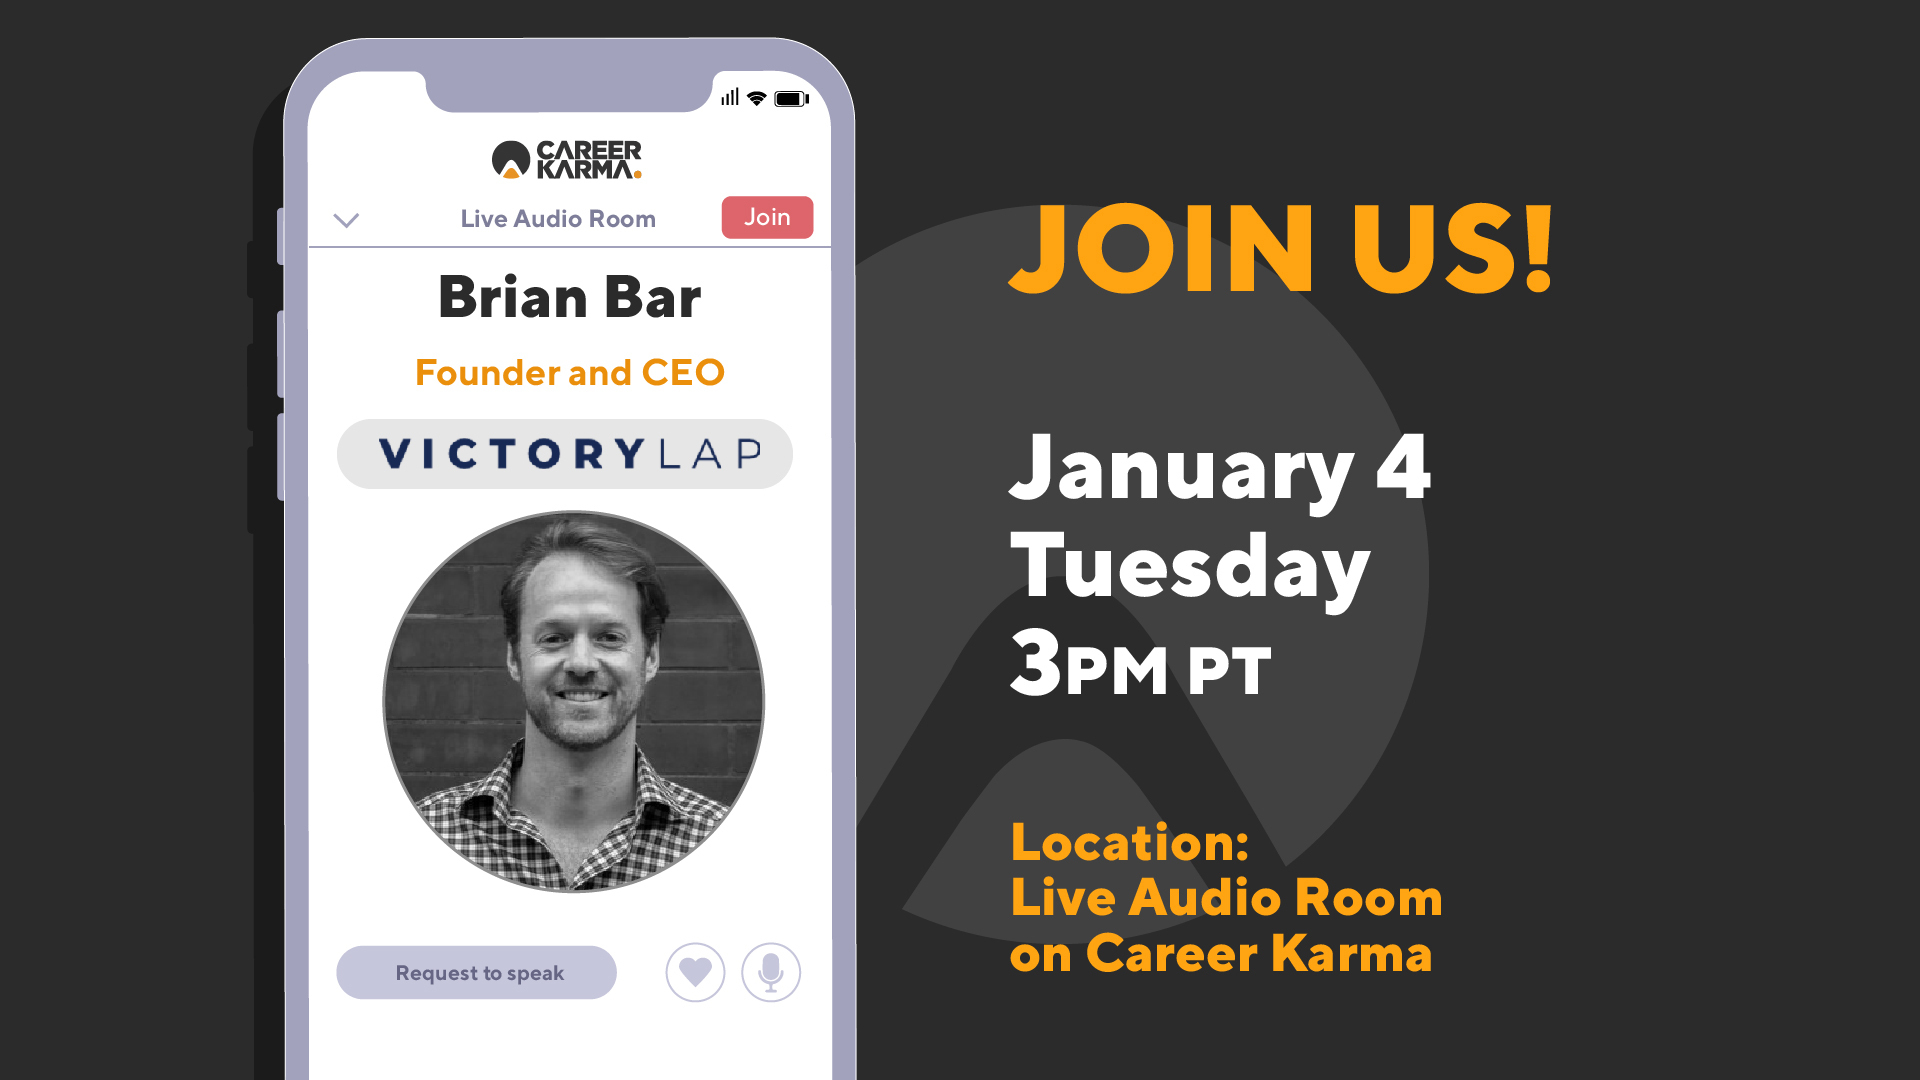 CAREER
KARMA.
Live Audio Room
Join
Brian Bar
Founder and CEO
VICTORYLAP
Request to speak
JOIN US!
January 4
Tuesday
3PM PT
Location:
Live Audio Room
on Career Karma